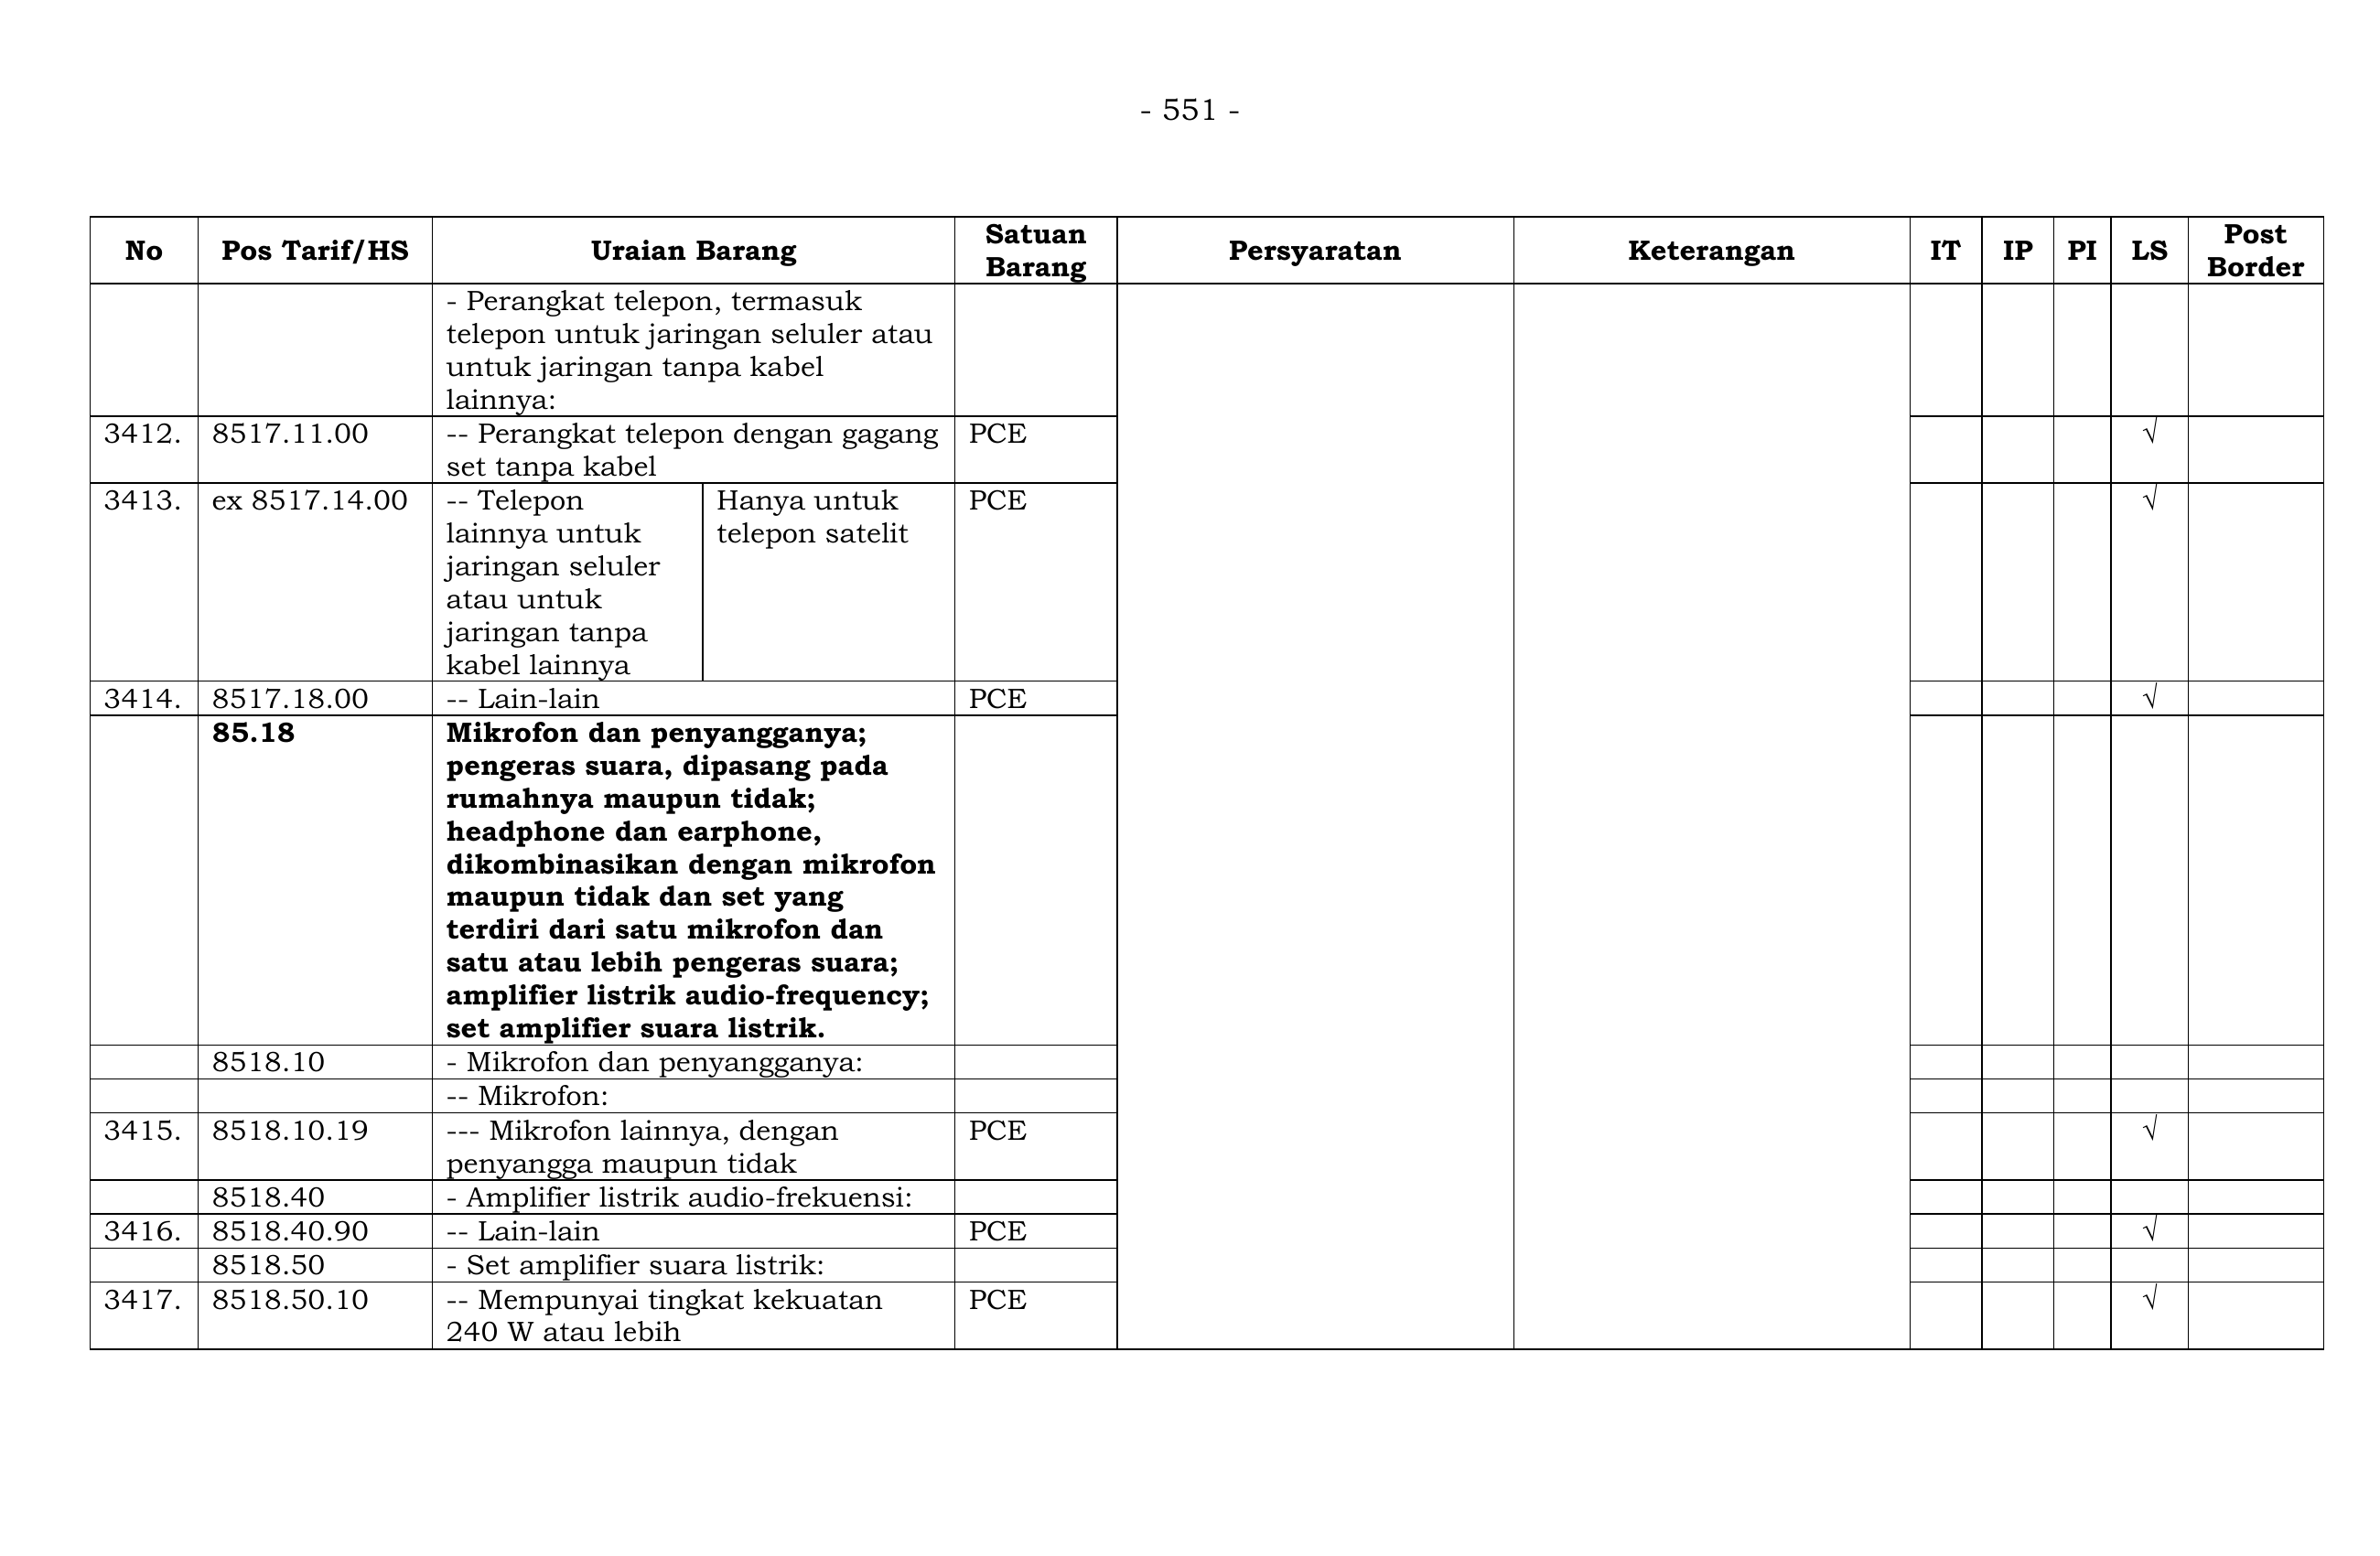 - 551 -
No Pos Tarif/HS Uraian Barang Satuan Barang Persyaratan Keterangan IT IP PI LS Post Border
- Perangkat telepon, termasuk
telepon untuk jaringan seluler atau
untuk jaringan tanpa kabel
lainnya:
3412. 8517.11.00 -- Perangkat telepon dengan gagang PCE √
set tanpa kabel
3413. ex 8517.14.00 -- Telepon Hanya untuk PCE √
lainnya untuk telepon satelit
jaringan seluler
atau untuk
jaringan tanpa
kabel lainnya
3414. 8517.18.00 -- Lain-lain PCE √
85.18 Mikrofon dan penyangganya;
pengeras suara, dipasang pada
rumahnya maupun tidak;
headphone dan earphone,
dikombinasikan dengan mikrofon
maupun tidak dan set yang
terdiri dari satu mikrofon dan
satu atau lebih pengeras suara;
amplifier listrik audio-frequency;
set amplifier suara listrik.
8518.10 - Mikrofon dan penyangganya:
-- Mikrofon:
3415. 8518.10.19 --- Mikrofon lainnya, dengan PCE √
penyangga maupun tidak
8518.40 - Amplifier listrik audio-frekuensi:
3416. 8518.40.90 -- Lain-lain PCE √
8518.50 - Set amplifier suara listrik:
3417. 8518.50.10 -- Mempunyai tingkat kekuatan PCE √
240 W atau lebih